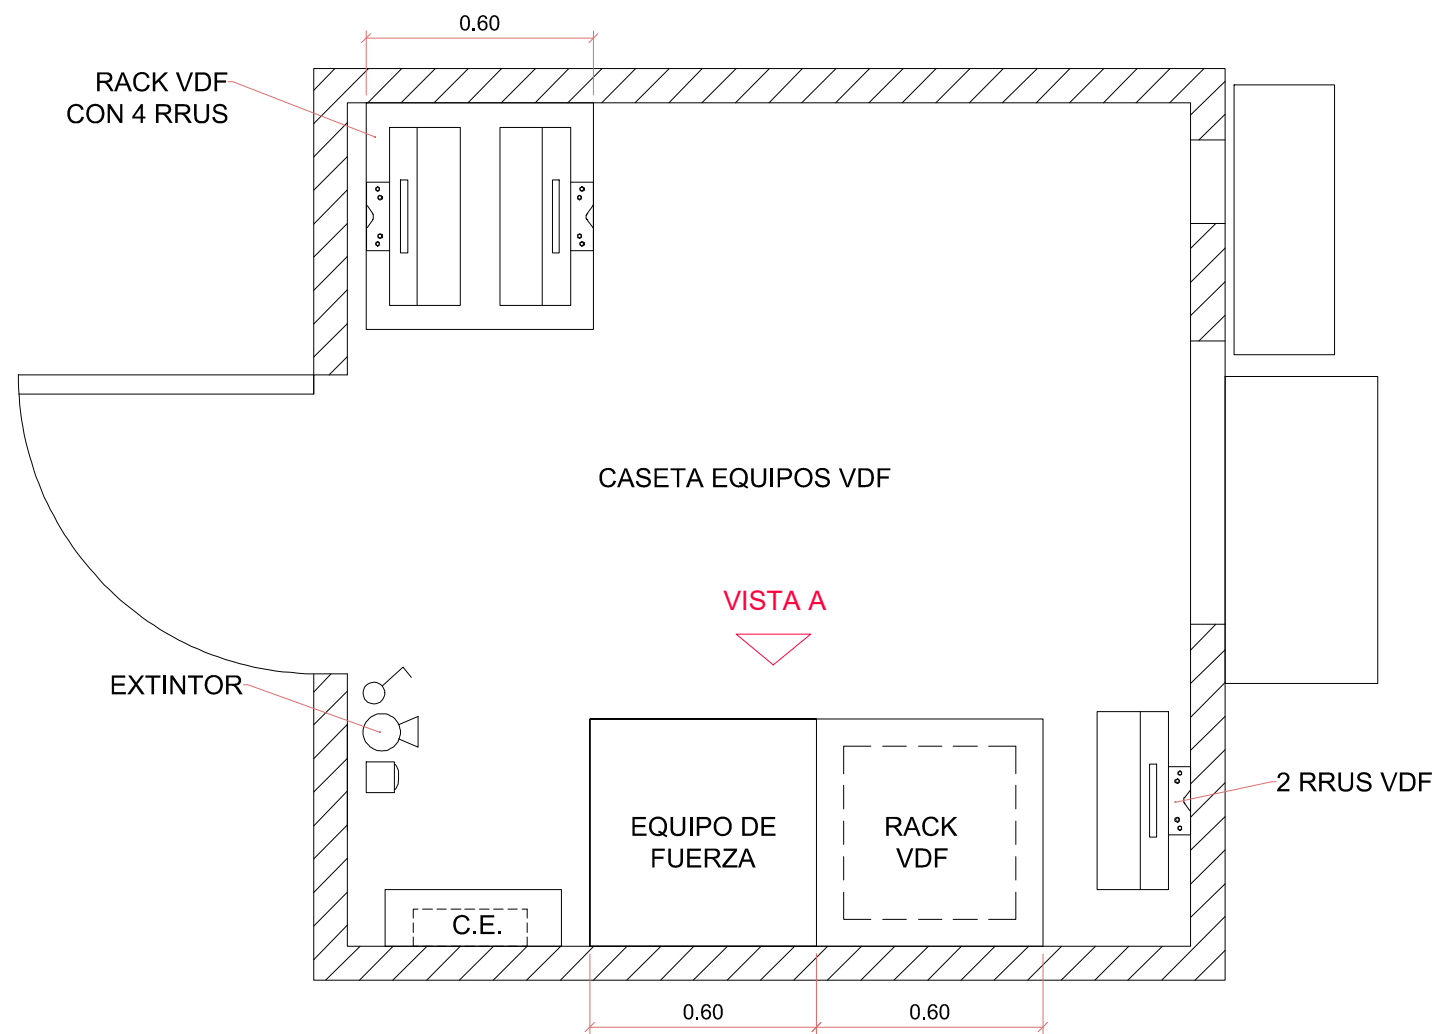 0.60
RACK VDF
CON 4 RRUS
CASETA EQUIPOS VDF
VISTA A
EXTINTOR
2 RRUS VDF
EQUIPO DE
FUERZA
RACK
VDF
C.E.
0.60
0.60